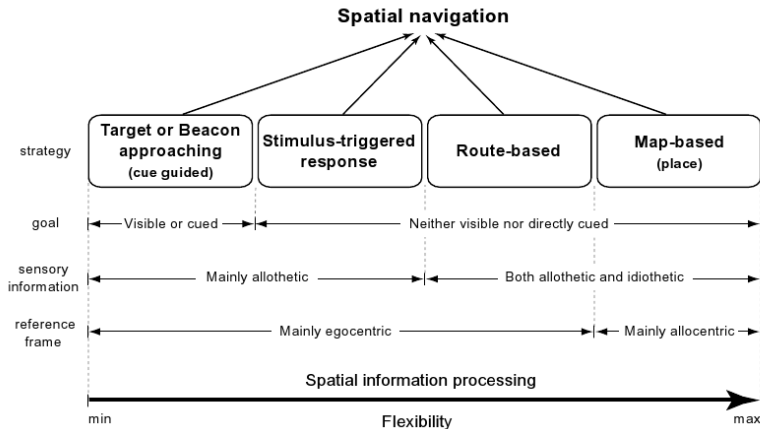 Spatial navigation
strategy
Target or Beacon
approaching
(cue guided)
Stimulus-triggered
response
Route-based
Map-based
(place)
goal
Visible or cued
Neither visible nor directly cued
sensory
information
Mainly allothetic
Both allothetic and idiothetic
reference
frame
Mainly egocentric
Mainly allocentric
Spatial information processing
min
Flexibility
max